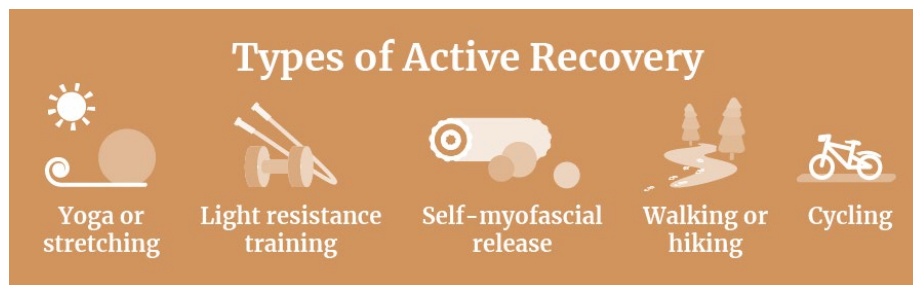 Types of Active Recovery
Yoga or
stretching
Light resistance
training
Self-myofascial
release
Walking or
hiking
Cycling